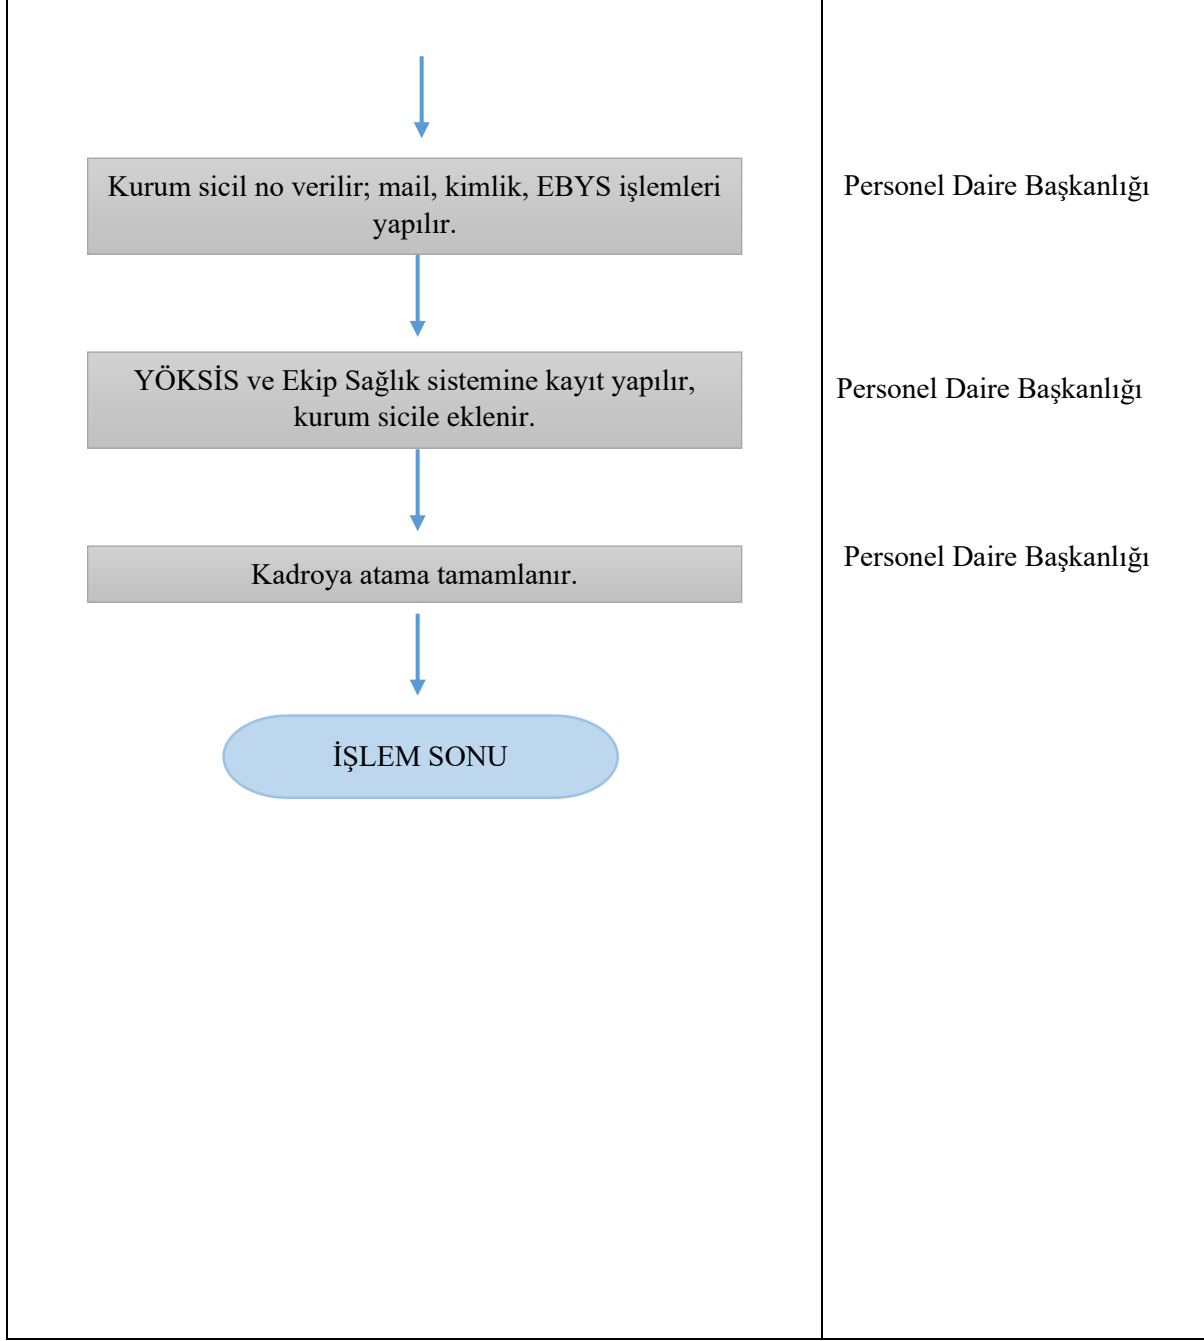 Kurum sicil no verilir; mail, kimlik, EBYS işlemleri
yapılır.
Personel Daire Başkanlığı
YÖKSİS ve Ekip Sağlık sistemine kayıt yapılır,
kurum sicile eklenir.
Personel Daire Başkanlığı
Kadroya atama tamamlanır.
Personel Daire Başkanlığı
İŞLEM SONU